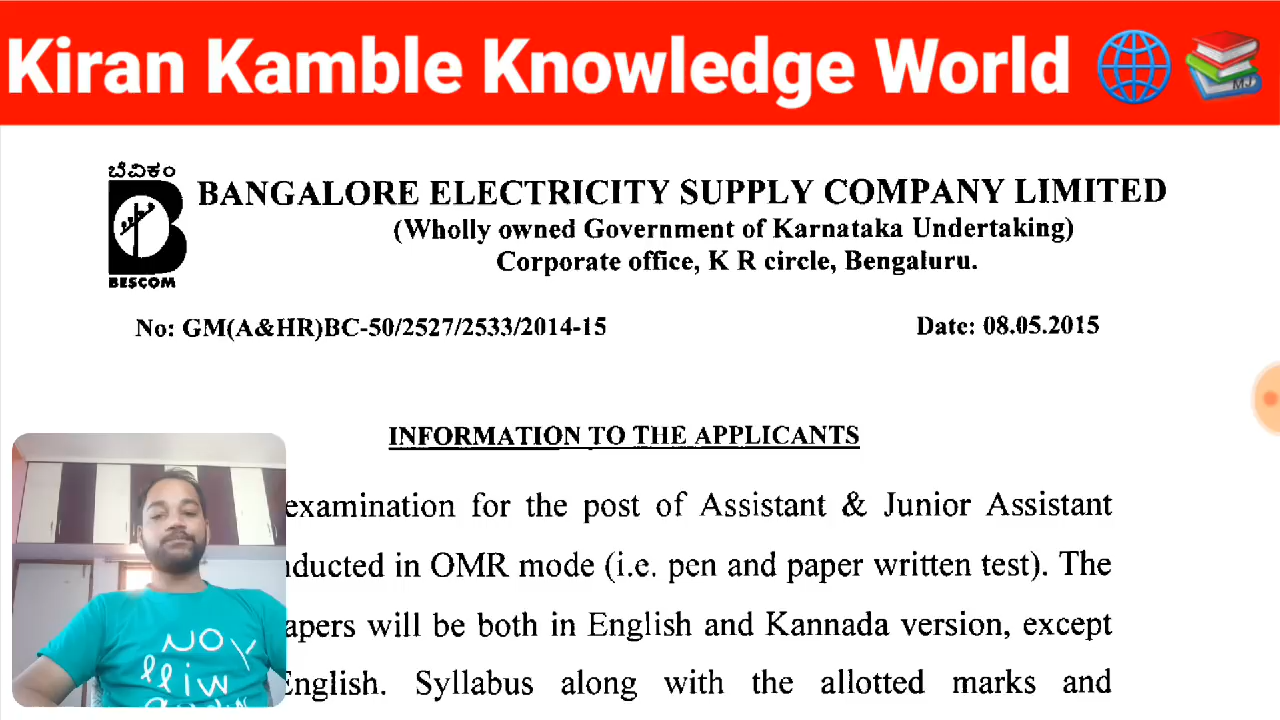 Kiran Kamble Knowledge World
MJ
ಬೆವಿಕಂ
BESCOM
BANGALORE ELECTRICITY SUPPLY COMPANY LIMITED
(Wholly owned Government of Karnataka Undertaking)
Corporate office, K R circle, Bengaluru.
No: GM(A&HR)BC-50/2527/2533/2014-15
Date: 08.05.2015
INFORMATION TO THE APPLICANTS
examination for the post of Assistant & Junior Assistant
in OMR mode (i.e. pen and paper written test). The
will be both in English and Kannada version, except
English. Syllabus along with the allotted marks and
NOY
lliw